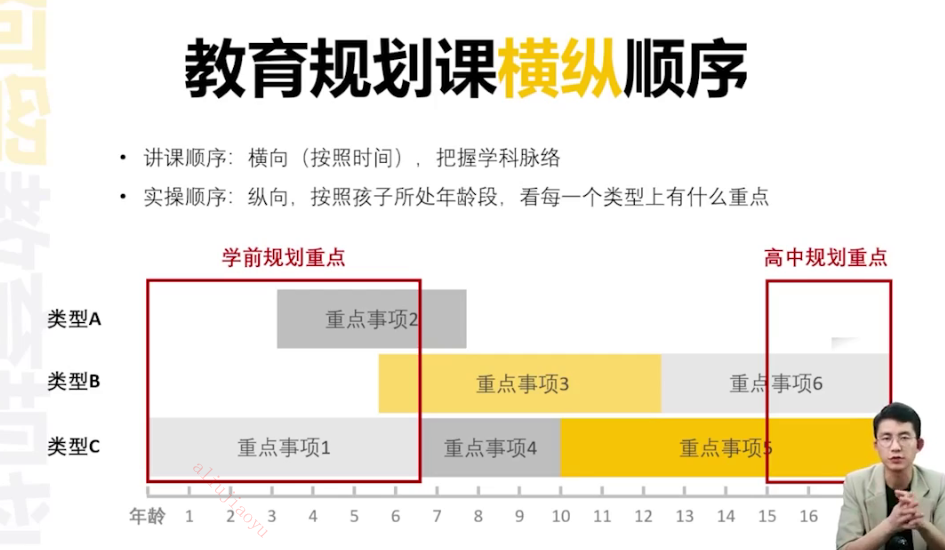 教育规划课横纵顺序
• 讲课顺序：横向（按照时间），把握学科脉络
• 实操顺序：纵向，按照孩子所处年龄段，看每一个类型上有什么重点
学前规划重点
高中规划重点
类型A
重点事项2
类型B
重点事项3
重点事项6
类型C
重点事项1
重点事项4
重点事项5
年龄 1 2 3 4 5 6 7 8 9 10 11 12 13 14 15 16
aliujiaoyu